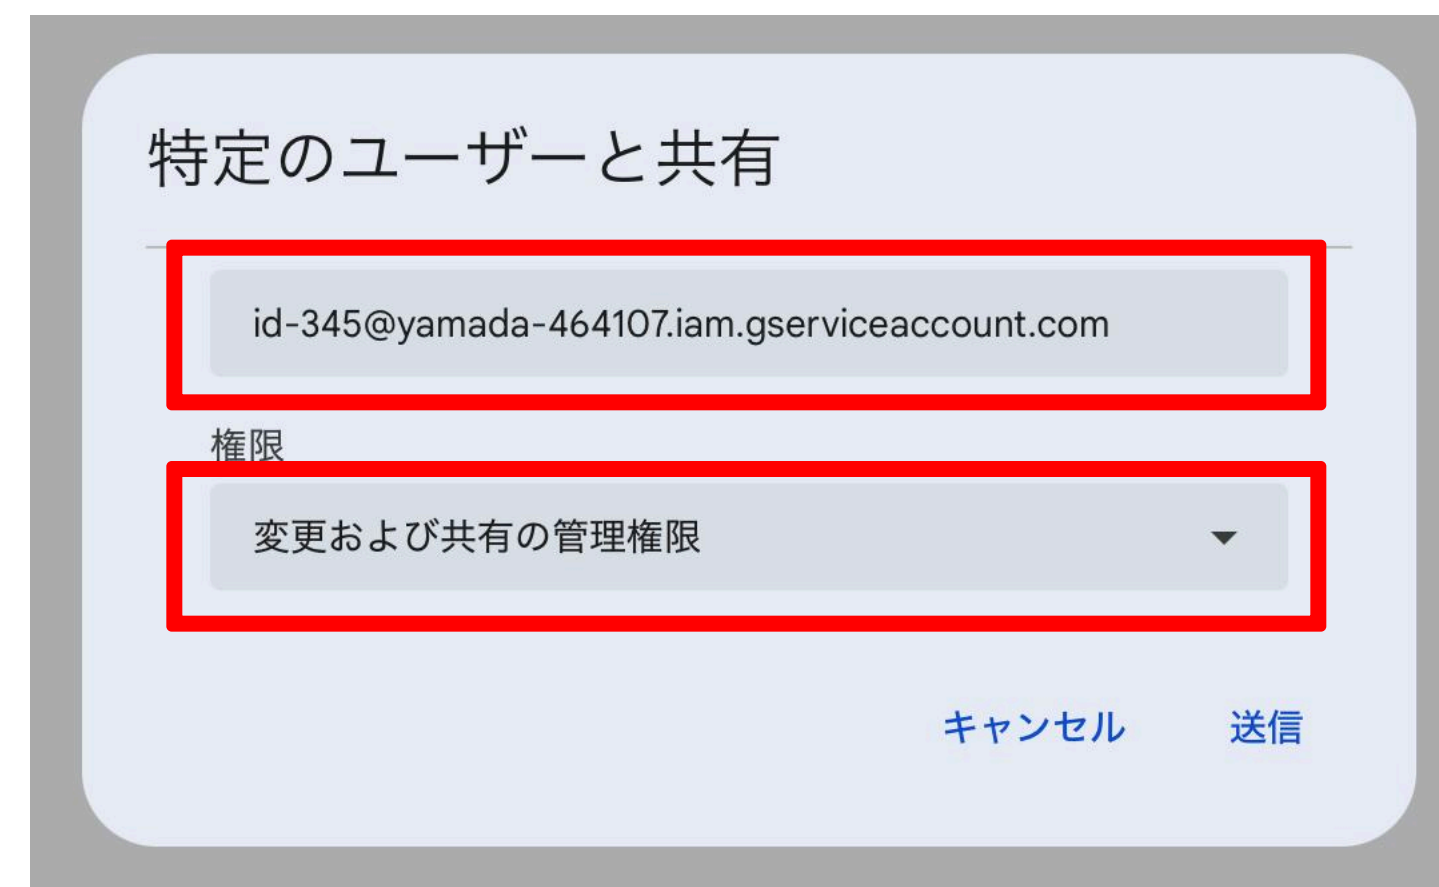 特定のユーザーと共有
id-345@yamada-464107.iam.gserviceaccount.com
権限
変更および共有の管理権限
キャンセル 送信